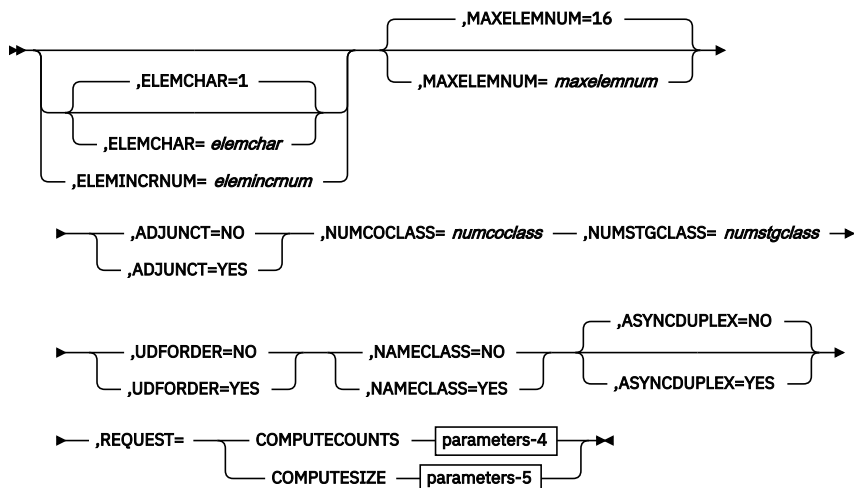 ,MAXELEMNUM=16
,MAXELEMNUM= maxelemnum
,ELEMCHAR=1
,ELEMCHAR= elemchar
,ELEMINCRNUM= elemincrnum
,ADJUNCT=NO
,ADJUNCT=YES
,NUMCOCLASS= numcoclass
,NUMSTGCLASS= numstgclass
,UDFORDER=NO
,UDFORDER=YES
,NAMECLASS=NO
,NAMECLASS=YES
,ASYNCDUPLEX=NO
,ASYNCDUPLEX=YES
,REQUEST=
COMPUTECOUNTS parameters-4
COMPUTESIZE parameters-5